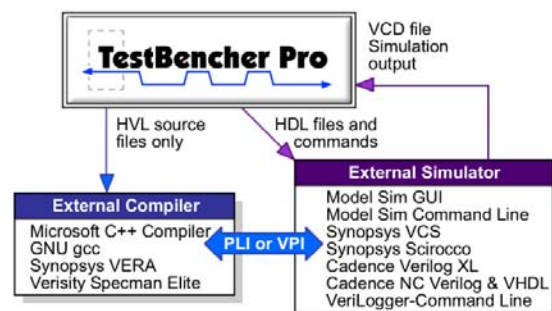 TestBencher Pro
VCD file
Simulation
output
HVL source
files only
HDL files and
commands
External Compiler
Microsoft C++ Compiler
GNU gcc
Synopsys VERA
Verisity Specman Elite
PLI or VPI
External Simulator
Model Sim GUI
Model Sim Command Line
Synopsys VCS
Synopsys Scirocco
Cadence Verilog XL
Cadence NC Verilog & VHDL
VeriLogger-Command Line